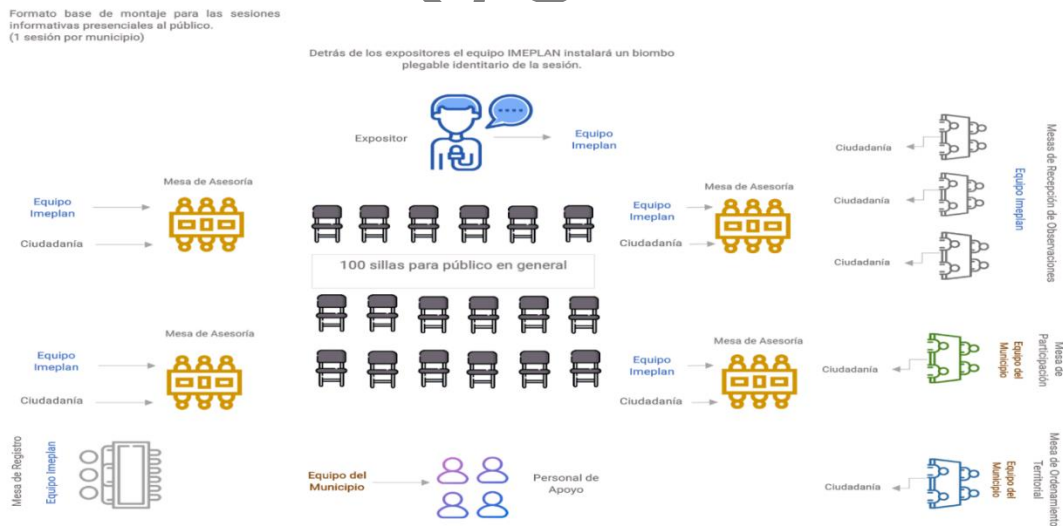 Formato base de montaje para las sesiones
informativas presenciales al público.
(1 sesión por municipio)
Detrás de los expositores el equipo IMEPLAN instalará un biombo
plegable identitario de la sesión.
Expositor
Equipo
Imeplan
Mesa de Asesoría
Equipo
Imeplan
Ciudadanía
Mesa de Asesoría
Equipo
Imeplan
Ciudadanía
100 sillas para público en general
Ciudadanía
Ciudadanía
Ciudadanía
Equipo Imeplan
Mesas de Recepción de Observaciones
Mesa de Asesoría
Equipo
Imeplan
Ciudadanía
Mesa de Asesoría
Equipo
Imeplan
Ciudadanía
Ciudadanía
Equipo del
Municipio
Mesa de
Participación
Mesa de Registro
Equipo Imeplan
Equipo del
Municipio
Personal de
Apoyo
Ciudadanía
Equipo del
Municipio
Mesa de Ordenamiento
Territorial